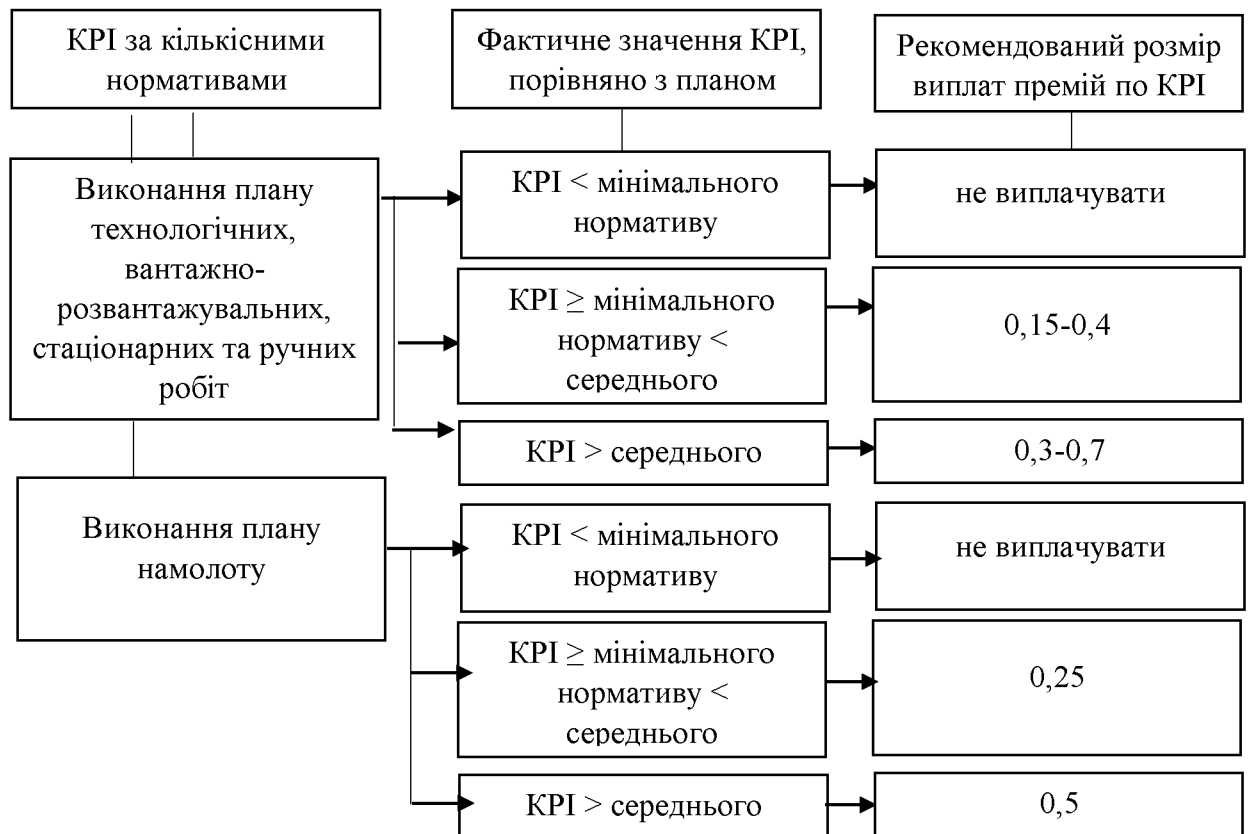 КРІ за кількісними
нормативами
Фактичне значення КРІ,
порівняно з планом
Рекомендований розмір
виплат премій по КРІ
Виконання плану
технологічних,
вантажно-
розвантажувальних,
стаціонарних та ручних
робіт
КРІ < мінімального
нормативу
не виплачувати
КРІ ≥ мінімального
нормативу <
середнього
0,15-0,4
КРІ > середнього
0,3-0,7
Виконання плану
намолоту
КРІ < мінімального
нормативу
не виплачувати
КРІ ≥ мінімального
нормативу <
середнього
0,25
КРІ > середнього
0,5